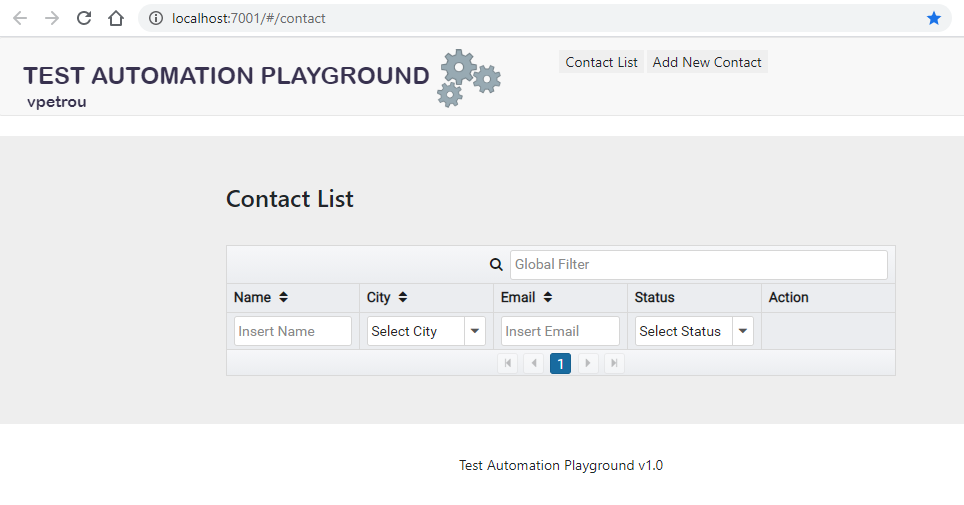 localhost:7001/#/contact
TEST AUTOMATION PLAYGROUND
vpetrou
Contact List Add New Contact
Contact List
Global Filter
Name City Email Status Action
Insert Name Select City Insert Email Select Status
1
Test Automation Playground v1.0